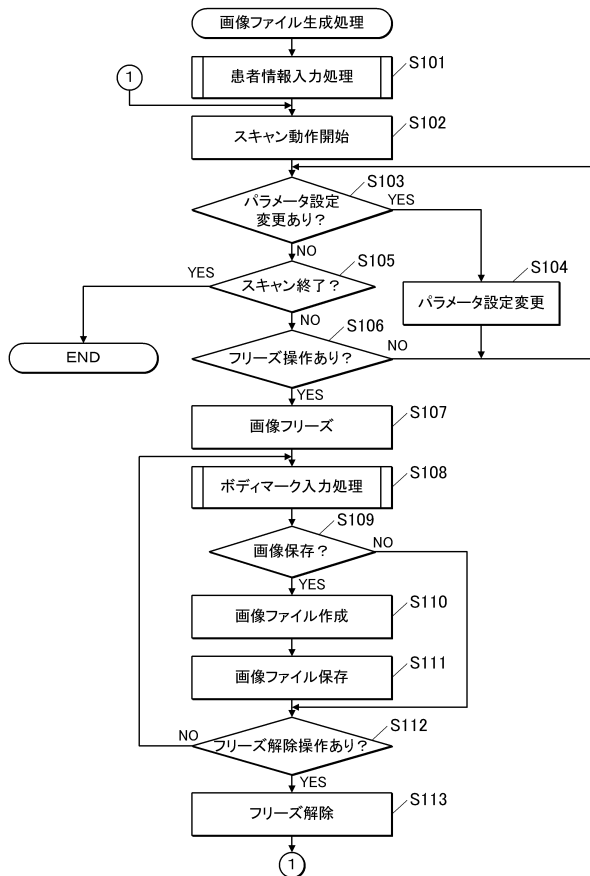 画像ファイル生成処理
患者情報入力処理
S101
1
スキャン動作開始
S102
パラメータ設定
変更あり?
S103
YES
NO
スキャン終了?
S105
YES
NO
パラメータ設定変更
S104
END
フリーズ操作あり?
S106
NO
YES
画像フリーズ
S107
ボディマーク入力処理
S108
画像保存?
S109
NO
YES
画像ファイル作成
S110
画像ファイル保存
S111
フリーズ解除操作あり?
S112
NO
YES
フリーズ解除
S113
1